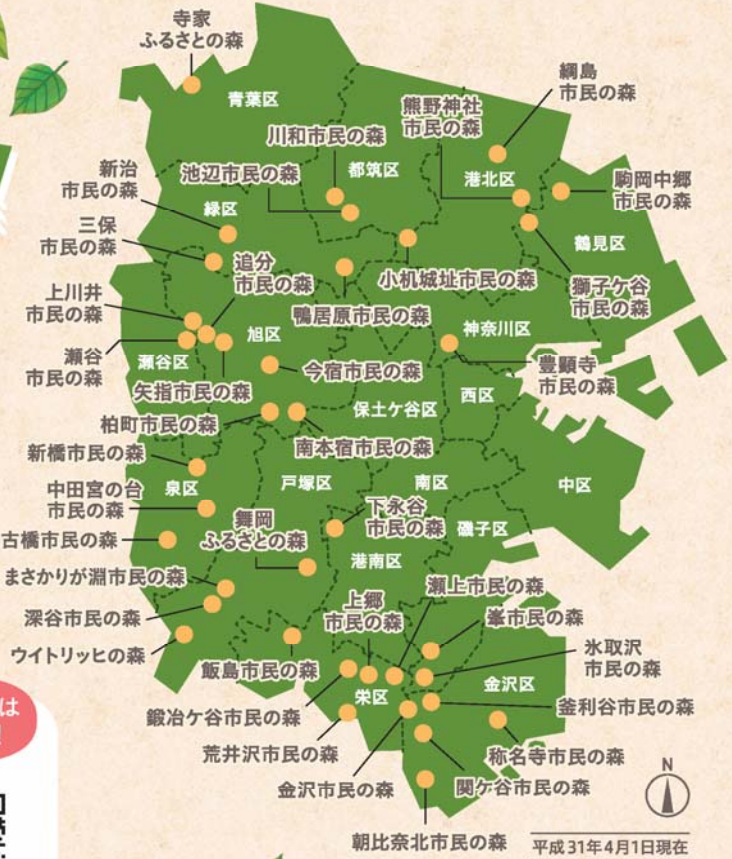 寺家
ふるさとの森
青葉区
綱島
市民の森
熊野神社
市民の森
川和市民の森
都筑区
池辺市民の森
港北区
新治
市民の森
駒岡中郷
市民の森
緑区
三保
市民の森
鶴見区
追分
市民の森
小机城址市民の森
獅子ケ谷
市民の森
上川井
市民の森
鴨居原市民の森
旭区
神奈川区
瀬谷
市民の森
瀬谷区
今宿市民の森
豊顕寺
市民の森
矢指市民の森
西区
柏町市民の森
保土ケ谷区
新橋市民の森
南本宿市民の森
泉区
戸塚区
南区
中区
中田宮の台
市民の森
下永谷
市民の森
舞岡
ふるさとの森
磯子区
古橋市民の森
港南区
まさかりが淵市民の森
瀬上市民の森
上郷
市民の森
深谷市民の森
峯市民の森
ウイトリッヒの森
氷取沢
市民の森
飯島市民の森
金沢区
栄区
釜利谷市民の森
鍛冶ケ谷市民の森
荒井沢市民の森
称名寺市民の森
金沢市民の森
関ケ谷市民の森
朝比奈北市民の森
N
平成31年4月1日現在
は